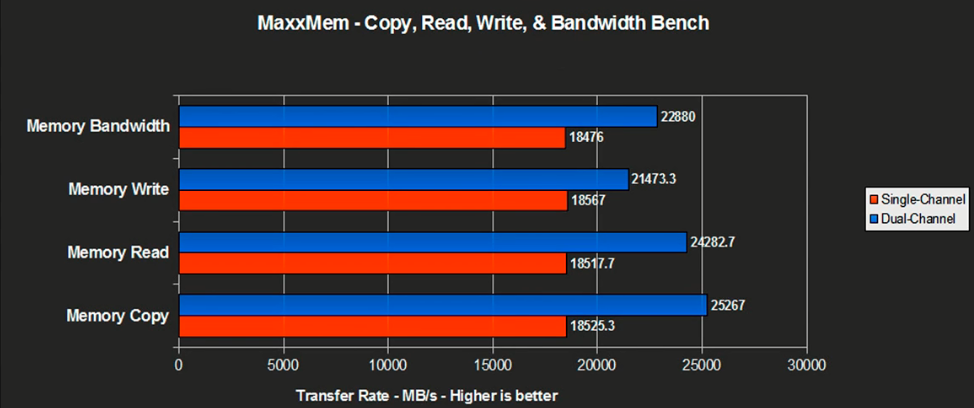 MaxxMem - Copy, Read, Write, & Bandwidth Bench
Memory Bandwidth
22880
18476
Memory Write
21473.3
18567
Memory Read
24282.7
18517.7
Memory Copy
25267
18525.3
Single-Channel
Dual-Channel
0 5000 10000 15000 20000 25000 30000
Transfer Rate - MB/s - Higher is better